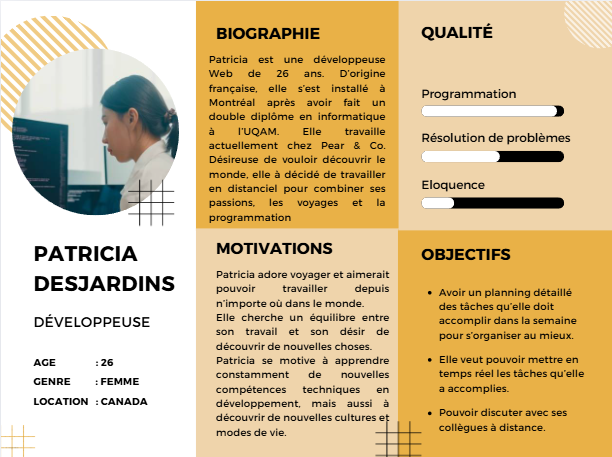 PATRICIA
DESJARDINS
DÉVELOPPEUSE
AGE : 26
GENRE : FEMME
LOCATION : CANADA
BIOGRAPHIE
Patricia est une développeuse
Web de 26 ans. D'origine
française, elle s'est installé à
Montréal après avoir fait un
double diplôme en informatique
à l'UQAM. Elle travaille
actuellement chez Pear & Co.
Désireuse de vouloir découvrir le
monde, elle à décidé de travailler
en distanciel pour combiner ses
passions, les voyages et la
programmation
MOTIVATIONS
Patricia adore voyager et aimerait
pouvoir travailler depuis
n'importe où dans le monde.
Elle cherche un équilibre entre
son travail et son désir de
découvrir de nouvelles choses.
Patricia se motive à apprendre
constamment de nouvelles
compétences techniques en
développement, mais aussi à
découvrir de nouvelles cultures et
modes de vie.
QUALITÉ
Programmation
Résolution de problèmes
Eloquence
OBJECTIFS
• Avoir un planning détaillé
des tâches qu'elle doit
accomplir dans la semaine
pour s'organiser au mieux.
• Elle veut pouvoir mettre en
temps réel les tâches qu'elle
a accomplies.
• Pouvoir discuter avec ses
collègues à distance.